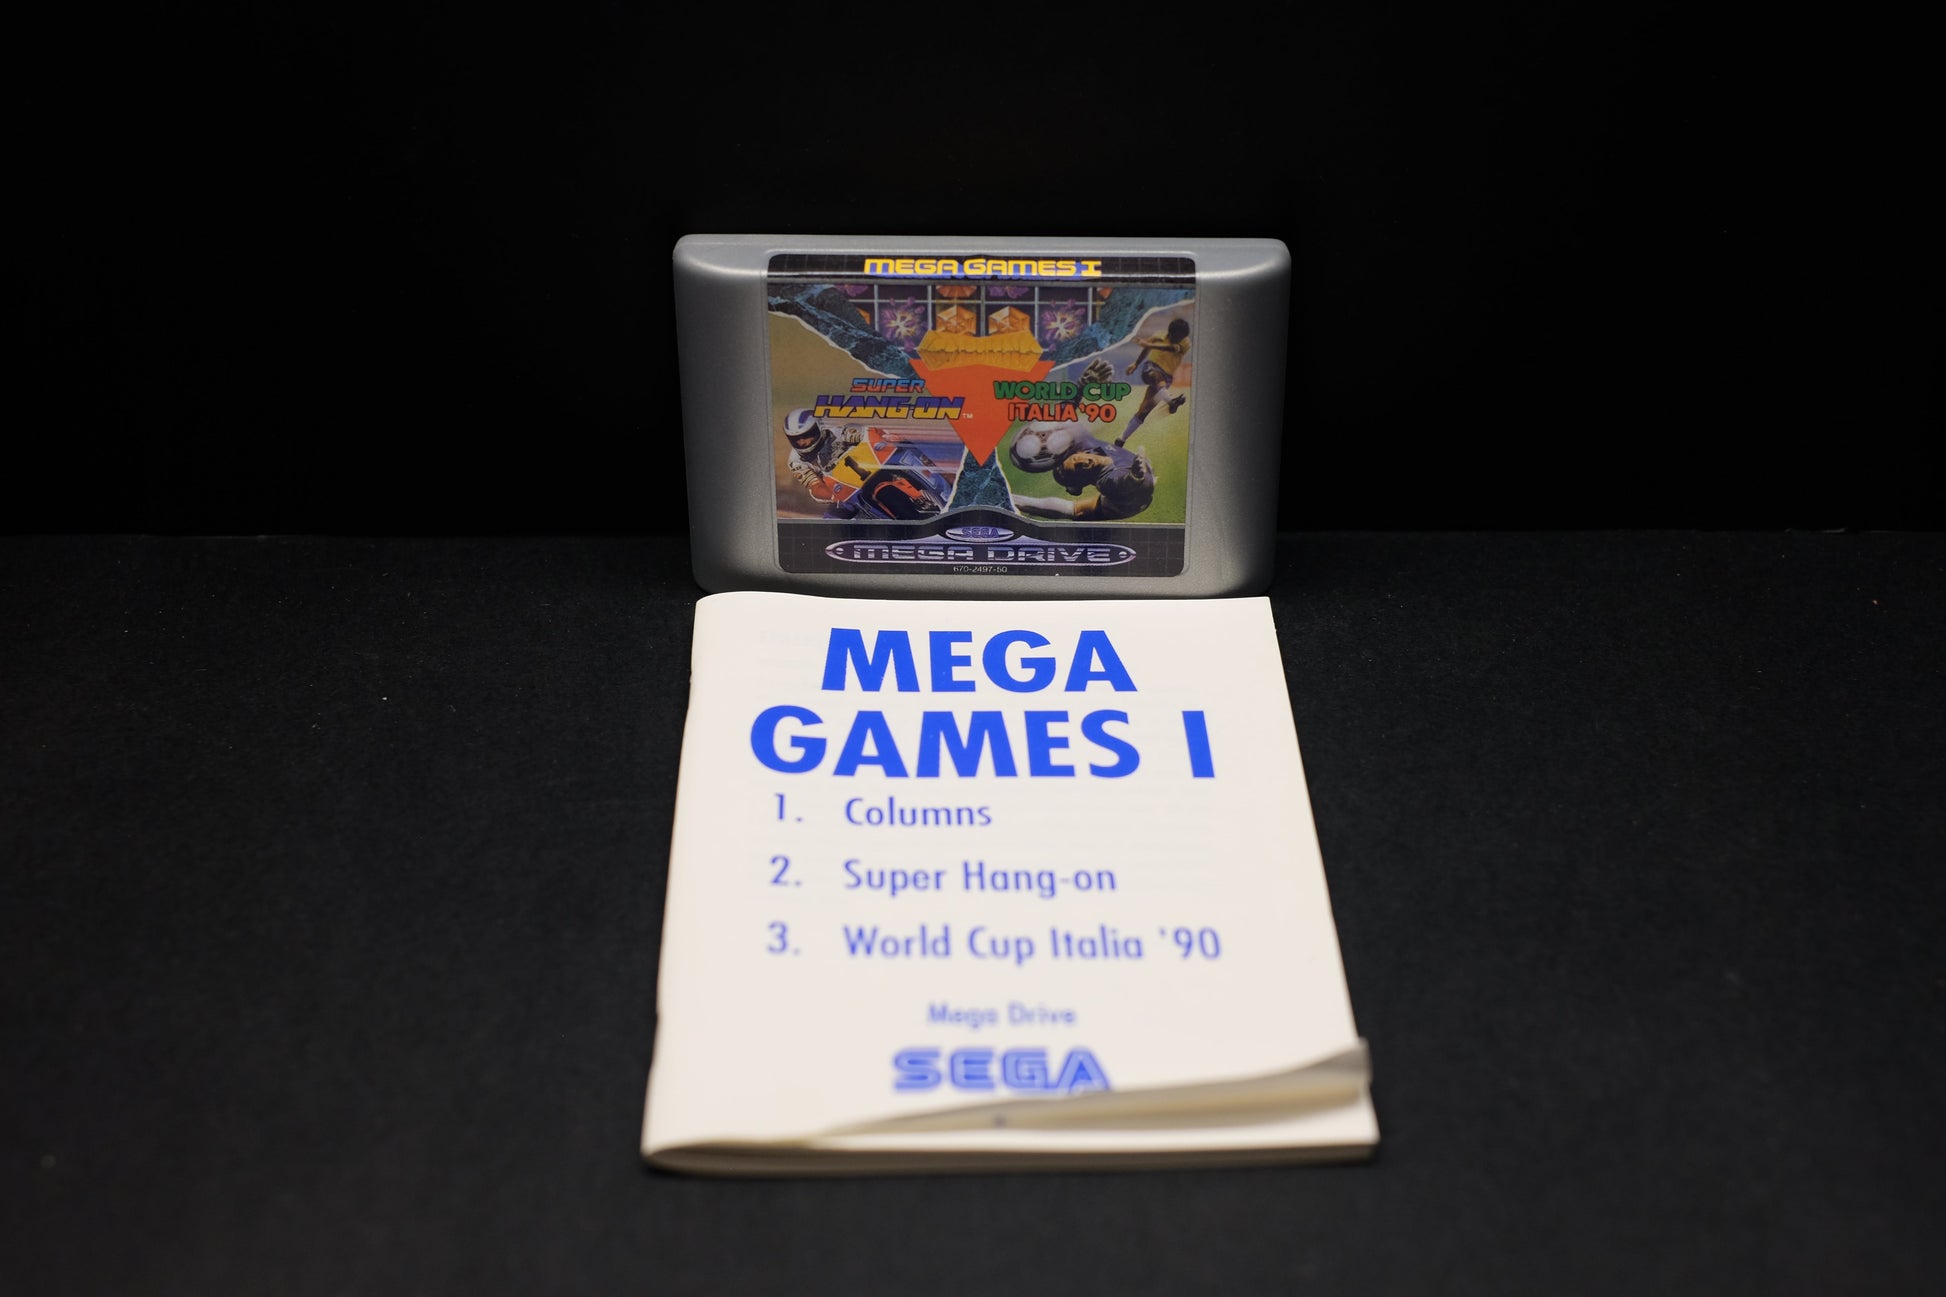 MEGA GAMES I
SUPER
HANG-ON™
WORLD CUP
ITALIA '90
SEGA
MEGA DRIVE
670-2497-50
MEGA
GAMES I
1. Columns
2. Super Hang-on
3. World Cup Italia '90
Mega Drive
SEGA